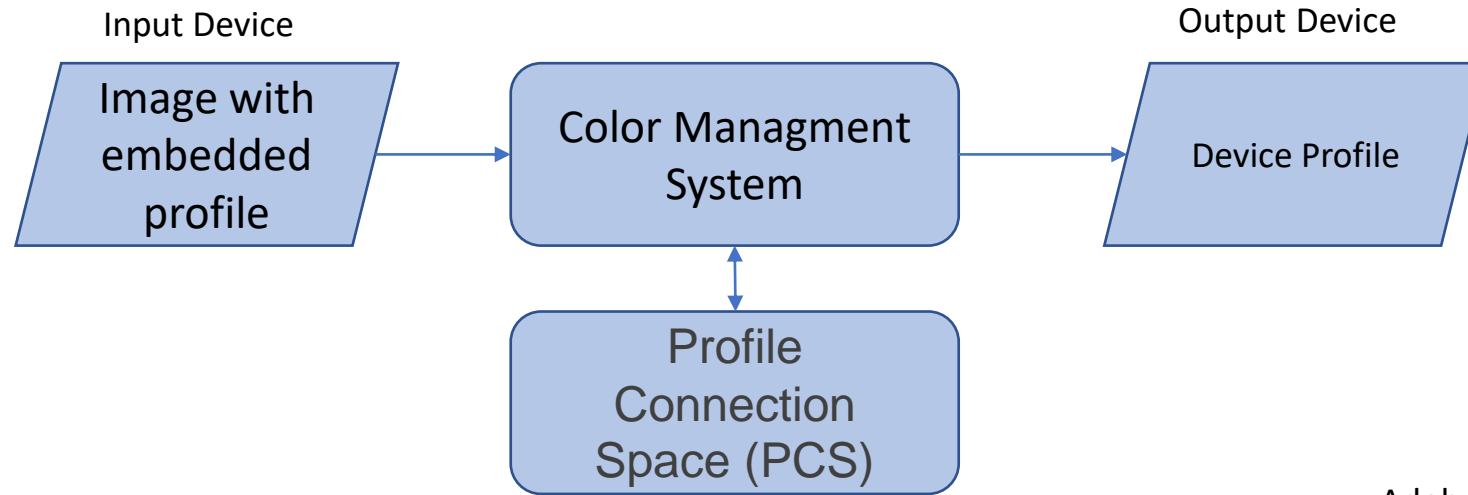 Input Device
Output Device
Image with
embedded
profile
Color Managment
System
Device Profile
Profile
Connection
Space (PCS)